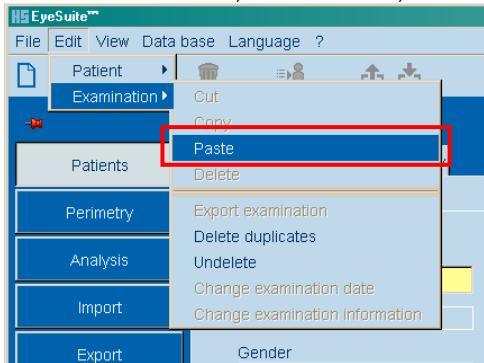 HS EyeSuite™
File Edit View Data base Language ?
Patient
Examination
Cut
Copy
Paste
Delete
Export examination
Delete duplicates
Undelete
Change examination date
Change examination information
Patients
Perimetry
Analysis
Import
Export
Gender